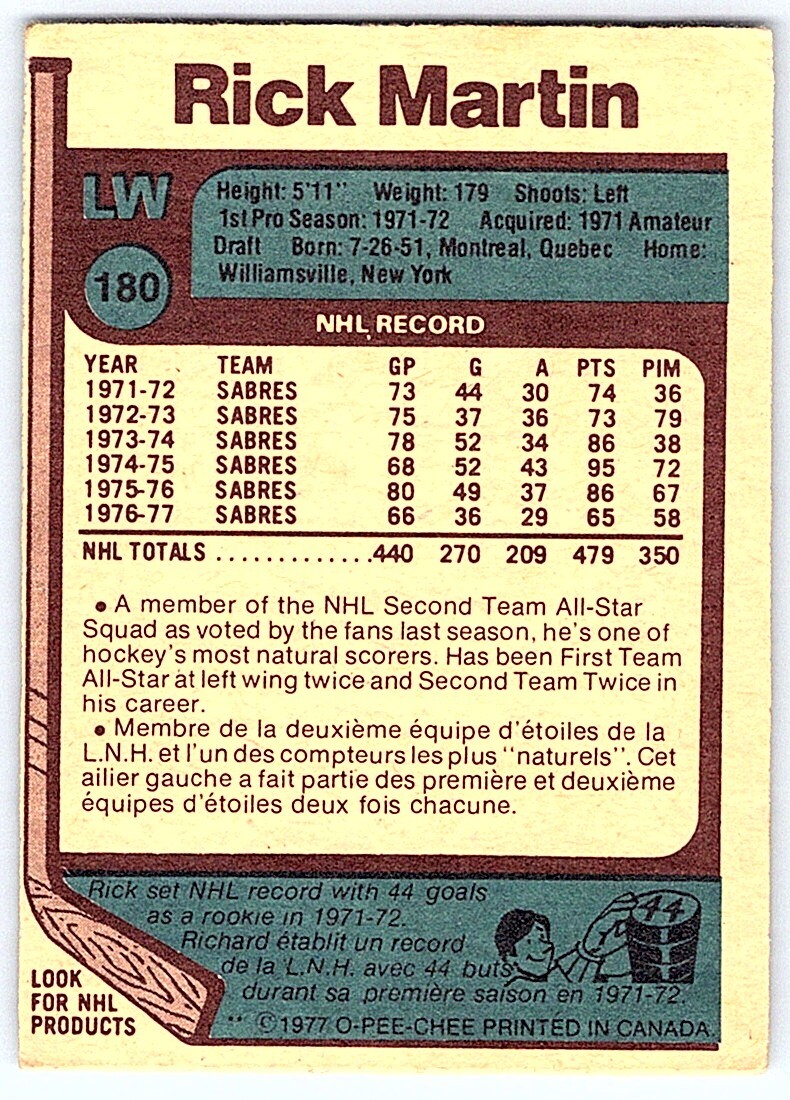 Rick Martin
LW
180
Height: 5'11" Weight: 179 Shoots: Left
1st Pro Season: 1971-72 Acquired: 1971 Amateur
Draft Born: 7-26-51, Montreal, Quebec Home:
Williamsville, New York
NHL RECORD
YEAR TEAM GP G A PTS PIM
1971-72 SABRES 73 44 30 74 36
1972-73 SABRES 75 37 36 73 79
1973-74 SABRES 78 52 34 86 38
1974-75 SABRES 68 52 43 95 72
1975-76 SABRES 80 49 37 86 67
1976-77 SABRES 66 36 29 65 58
NHL TOTALS .............440 270 209 479 350
• A member of the NHL Second Team All-Star
Squad as voted by the fans last season, he's one of
hockey's most natural scorers. Has been First Team
All-Star at left wing twice and Second Team Twice in
his career.
• Membre de la deuxième équipe d'étoiles de la
L.N.H. et l'un des compteurs les plus "naturels". Cet
ailier gauche a fait partie des première et deuxième
équipes d'étoiles deux fois chacune.
Rick set NHL record with 44 goals
as a rookie in 1971-72.
Richard établit un record
de la L.N.H. avec 44 buts
durant sa première saison en 1971-72.
44
LOOK
FOR NHL
PRODUCTS
** ©1977 O-PEE-CHEE PRINTED IN CANADA.